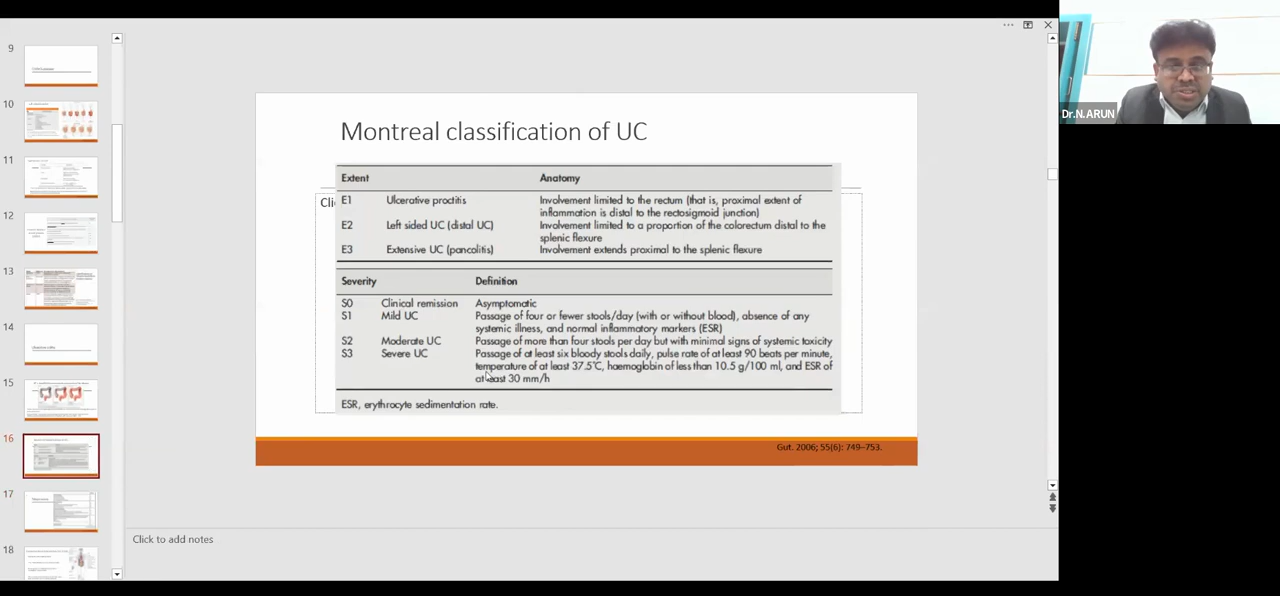 9
10
11
12
13
14
15
16
17
18
Montreal classification of UC
Clic
Extent Anatomy
E1 Ulcerative proctitis Involvement limited to the rectum (that is, proximal extent of
inflammation is distal to the rectosigmoid junction)
E2 Left sided UC (distal UC) Involvement limited to a proportion of the colorectum distal to the
splenic flexure
E3 Extensive UC (pancolitis) Involvement extends proximal to the splenic flexure
Severity Definition
S0 Clinical remission Asymptomatic
S1 Mild UC Passage of four or fewer stools/day (with or without blood), absence of any
systemic illness, and normal inflammatory markers (ESR)
S2 Moderate UC Passage of more than four stools per day but with minimal signs of systemic toxicity
S3 Severe UC Passage of at least six bloody stools daily, pulse rate of at least 90 beats per minute,
temperature of at least 37.5°C, haemoglobin of less than 10.5 g/100 ml, and ESR of
at least 30 mm/h
ESR, erythrocyte sedimentation rate.
Gut. 2006; 55(6): 749–753.
Click to add notes
Dr.N.ARUN